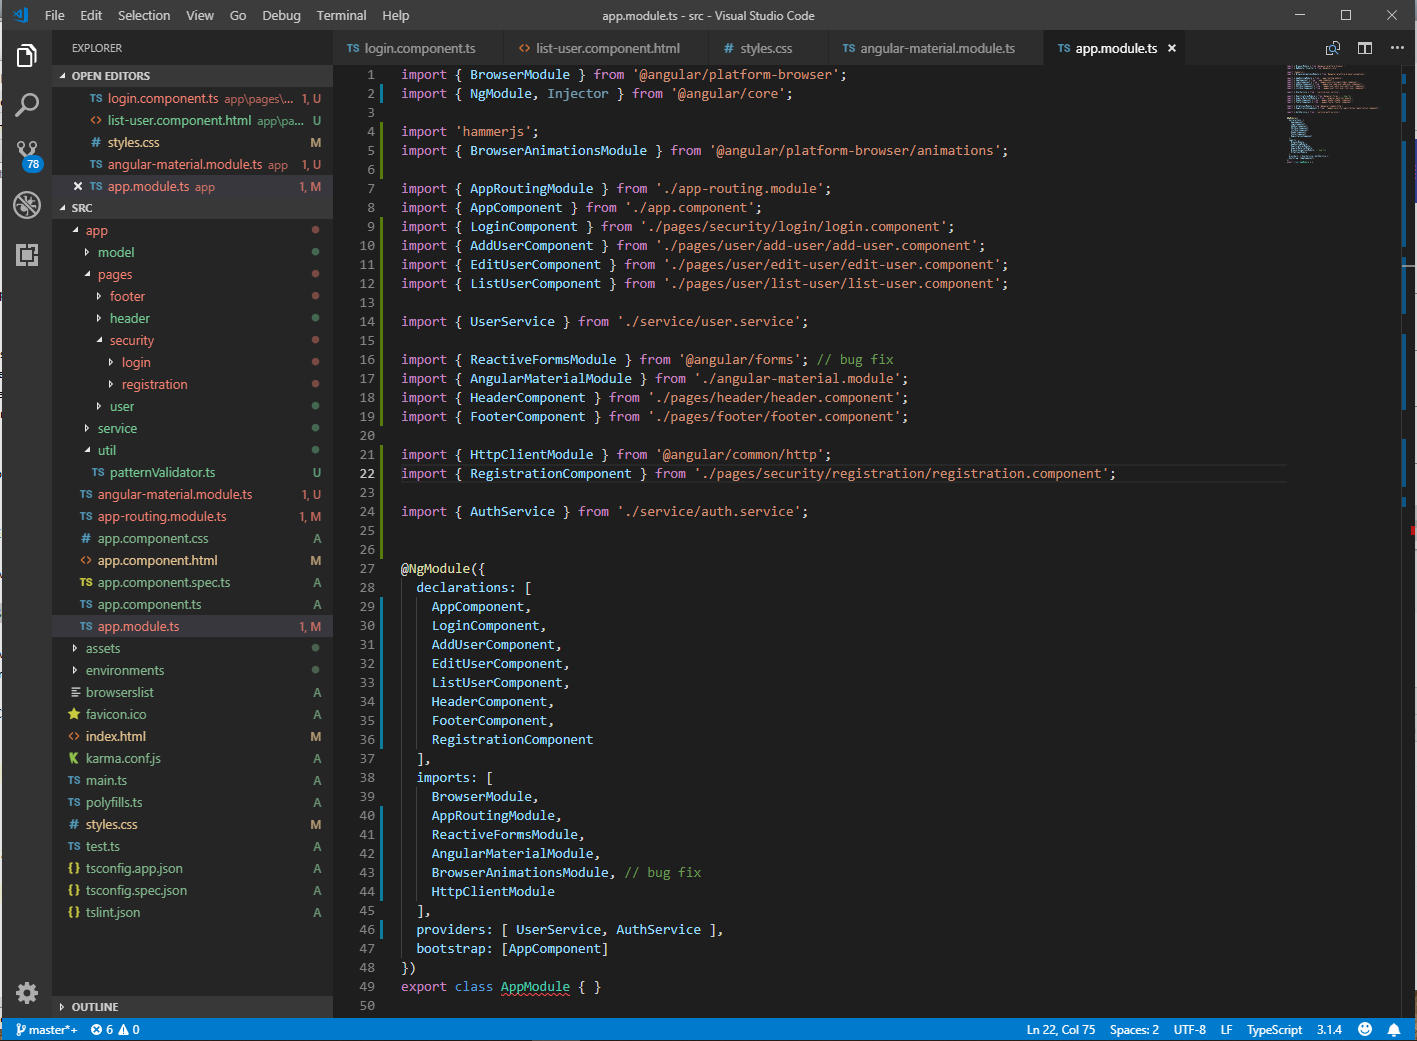 File Edit Selection View Go Debug Terminal Help
app.module.ts - src - Visual Studio Code
EXPLORER
OPEN EDITORS
TS login.component.ts app\pages\... 1, U
<> list-user.component.html app\pa... U
# styles.css M
TS angular-material.module.ts app 1, U
TS app.module.ts app 1, M
78
SRC
app
model
pages
footer
header
security
login
registration
user
service
util
TS patternValidator.ts U
TS angular-material.module.ts 1, U
TS app-routing.module.ts 1, M
# app.component.css A
<> app.component.html M
TS app.component.spec.ts A
TS app.component.ts A
TS app.module.ts 1, M
assets
environments
browserslist A
favicon.ico A
<> index.html M
karma.conf.js A
TS main.ts A
TS polyfills.ts A
# styles.css M
TS test.ts A
{} tsconfig.app.json A
{} tsconfig.spec.json A
{} tslint.json A
OUTLINE
TS login.component.ts <> list-user.component.html # styles.css TS angular-material.module.ts TS app.module.ts
1 import { BrowserModule } from '@angular/platform-browser';
2 import { NgModule, Injector } from '@angular/core';
3
4 import 'hammerjs';
5 import { BrowserAnimationsModule } from '@angular/platform-browser/animations';
6
7 import { AppRoutingModule } from './app-routing.module';
8 import { AppComponent } from './app.component';
9 import { LoginComponent } from './pages/security/login/login.component';
10 import { AddUserComponent } from './pages/user/add-user/add-user.component';
11 import { EditUserComponent } from './pages/user/edit-user/edit-user.component';
12 import { ListUserComponent } from './pages/user/list-user/list-user.component';
13
14 import { UserService } from './service/user.service';
15
16 import { ReactiveFormsModule } from '@angular/forms'; // bug fix
17 import { AngularMaterialModule } from './angular-material.module';
18 import { HeaderComponent } from './pages/header/header.component';
19 import { FooterComponent } from './pages/footer/footer.component';
20
21 import { HttpClientModule } from '@angular/common/http';
22 import { RegistrationComponent } from './pages/security/registration/registration.component';
23
24 import { AuthService } from './service/auth.service';
25
26
27 @NgModule({
28 declarations: [
29 AppComponent,
30 LoginComponent,
31 AddUserComponent,
32 EditUserComponent,
33 ListUserComponent,
34 HeaderComponent,
35 FooterComponent,
36 RegistrationComponent
37 ],
38 imports: [
39 BrowserModule,
40 AppRoutingModule,
41 ReactiveFormsModule,
42 AngularMaterialModule,
43 BrowserAnimationsModule, // bug fix
44 HttpClientModule
45 ],
46 providers: [ UserService, AuthService ],
47 bootstrap: [AppComponent]
48 })
49 export class AppModule { }
50
master*+ 6 0
Ln 22, Col 75 Spaces: 2 UTF-8 LF TypeScript 3.1.4